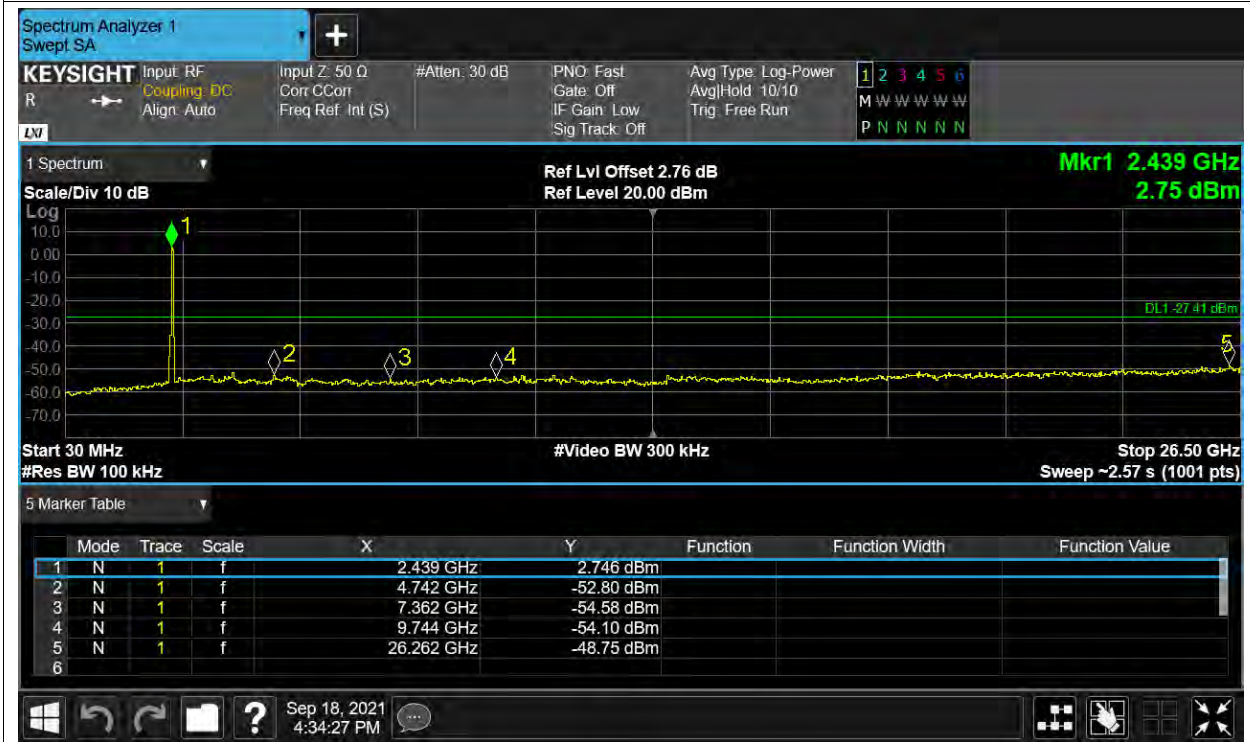 Spectrum Analyzer 1
Swept SA
+
KEYSIGHT Input: RF Input Z: 50 Ω #Atten: 30 dB PNO: Fast Avg Type: Log-Power 1 2 3 4 5 6
R Coupling: DC Corr CCorr Gate: Off Avg|Hold: 10/10 M W W W W W
Align: Auto Freq Ref: Int (S) IF Gain: Low Trig: Free Run
LXI Sig Track: Off P N N N N N
1 Spectrum Ref Lvl Offset 2.76 dB Mkr1 2.439 GHz
Scale/Div 10 dB Ref Level 20.00 dBm 2.75 dBm
Log
10.0
0.00
-10.0
-20.0
-30.0
-40.0
-50.0
-60.0
-70.0
1
DL1 -27.41 dBm
2 3 4 5
Start 30 MHz #Video BW 300 kHz Stop 26.50 GHz
#Res BW 100 kHz Sweep ~2.57 s (1001 pts)
5 Marker Table
Mode Trace Scale X Y Function Function Width Function Value
1 N 1 f 2.439 GHz 2.746 dBm
2 N 1 f 4.742 GHz -52.80 dBm
3 N 1 f 7.362 GHz -54.58 dBm
4 N 1 f 9.744 GHz -54.10 dBm
5 N 1 f 26.262 GHz -48.75 dBm
6
? Sep 18, 2021
4:34:27 PM